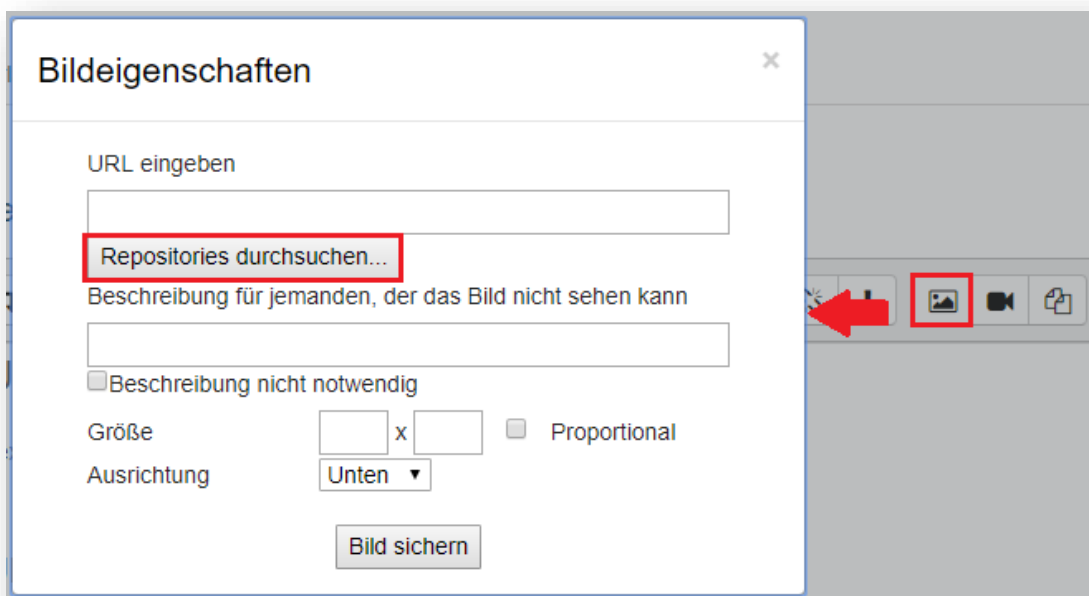 Bildeigenschaften ×
URL eingeben
Repositories durchsuchen...
Beschreibung für jemanden, der das Bild nicht sehen kann
Beschreibung nicht notwendig
Größe x Proportional
Ausrichtung Unten
Bild sichern